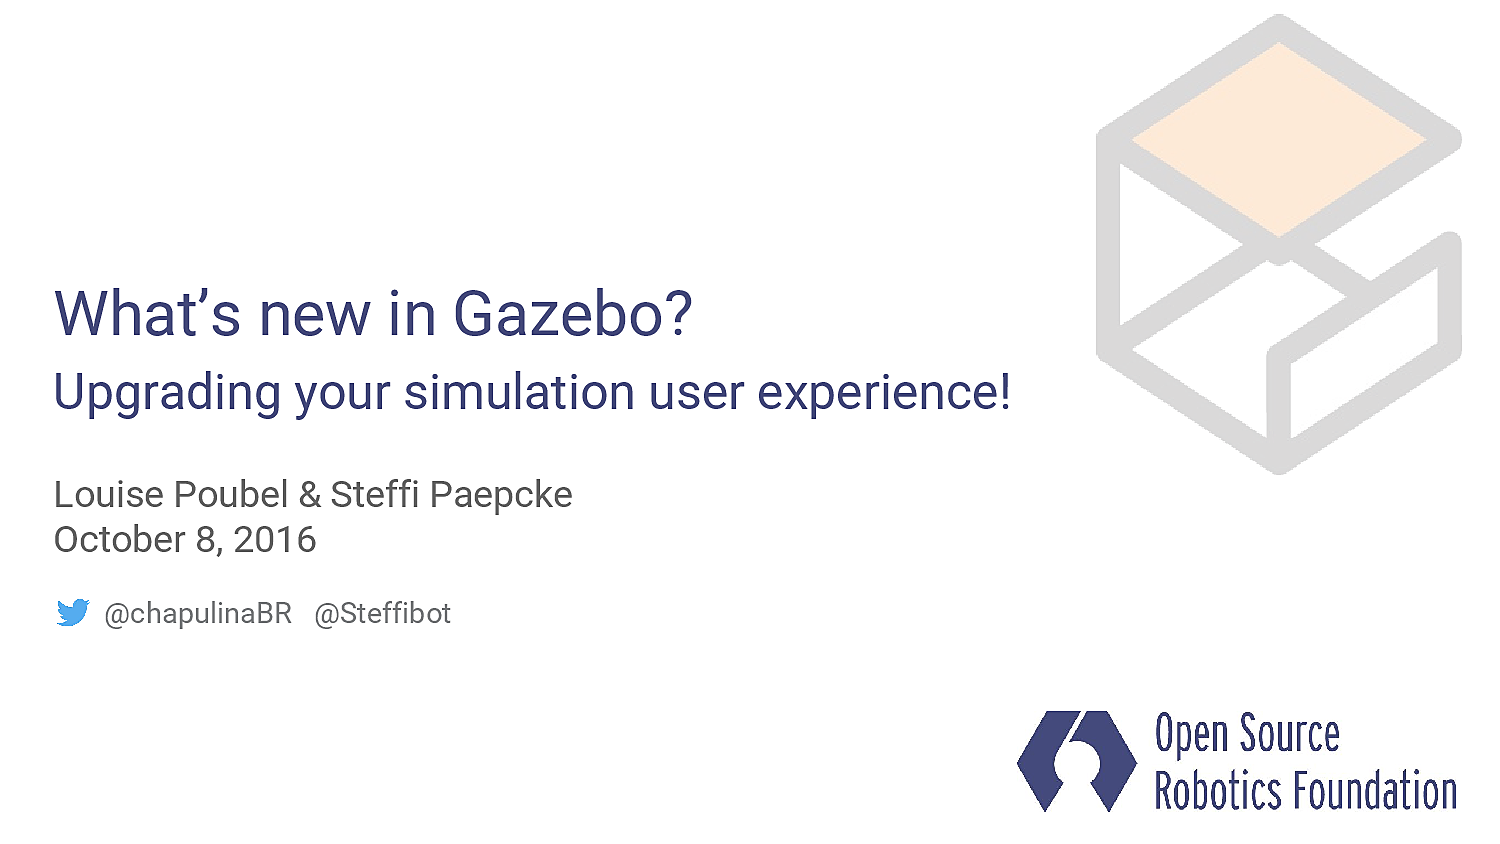 What’s new in Gazebo?
Upgrading your simulation user experience!
Louise Poubel & Steffi Paepcke
October 8, 2016
@chapulinaBR @Steffibot
Open Source
Robotics Foundation